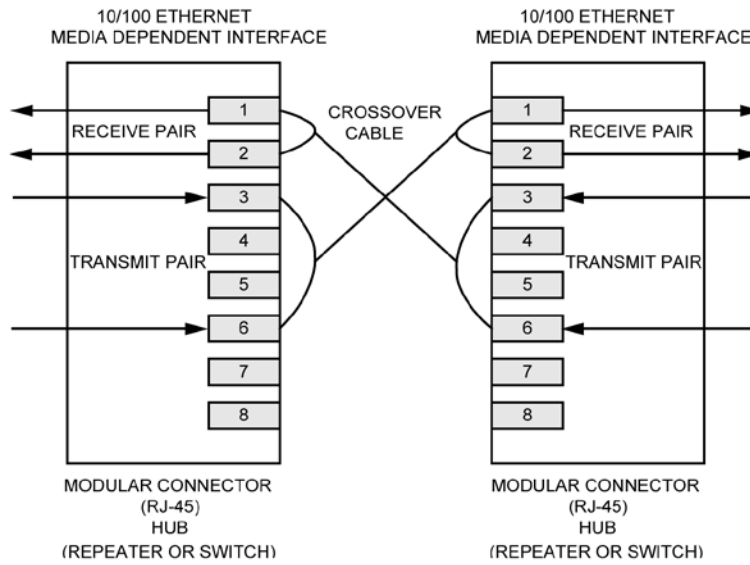 10/100 ETHERNET
MEDIA DEPENDENT INTERFACE
1
RECEIVE PAIR
2
3
4
TRANSMIT PAIR
5
6
7
8
MODULAR CONNECTOR
(RJ-45)
HUB
(REPEATER OR SWITCH)
CROSSOVER
CABLE
10/100 ETHERNET
MEDIA DEPENDENT INTERFACE
1
RECEIVE PAIR
2
3
4
TRANSMIT PAIR
5
6
7
8
MODULAR CONNECTOR
(RJ-45)
HUB
(REPEATER OR SWITCH)